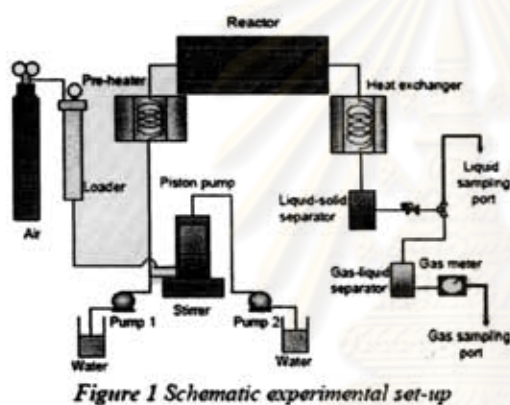 Reactor
Pre-heater
Heat exchanger
Loader
Piston pump
Air
Liquid-solid
separator
Liquid
sampling
port
Gas-liquid
separator
Gas meter
Pump 1
Stirrer
Pump 2
Water
Water
Gas sampling
port
Figure 1 Schematic experimental set-up